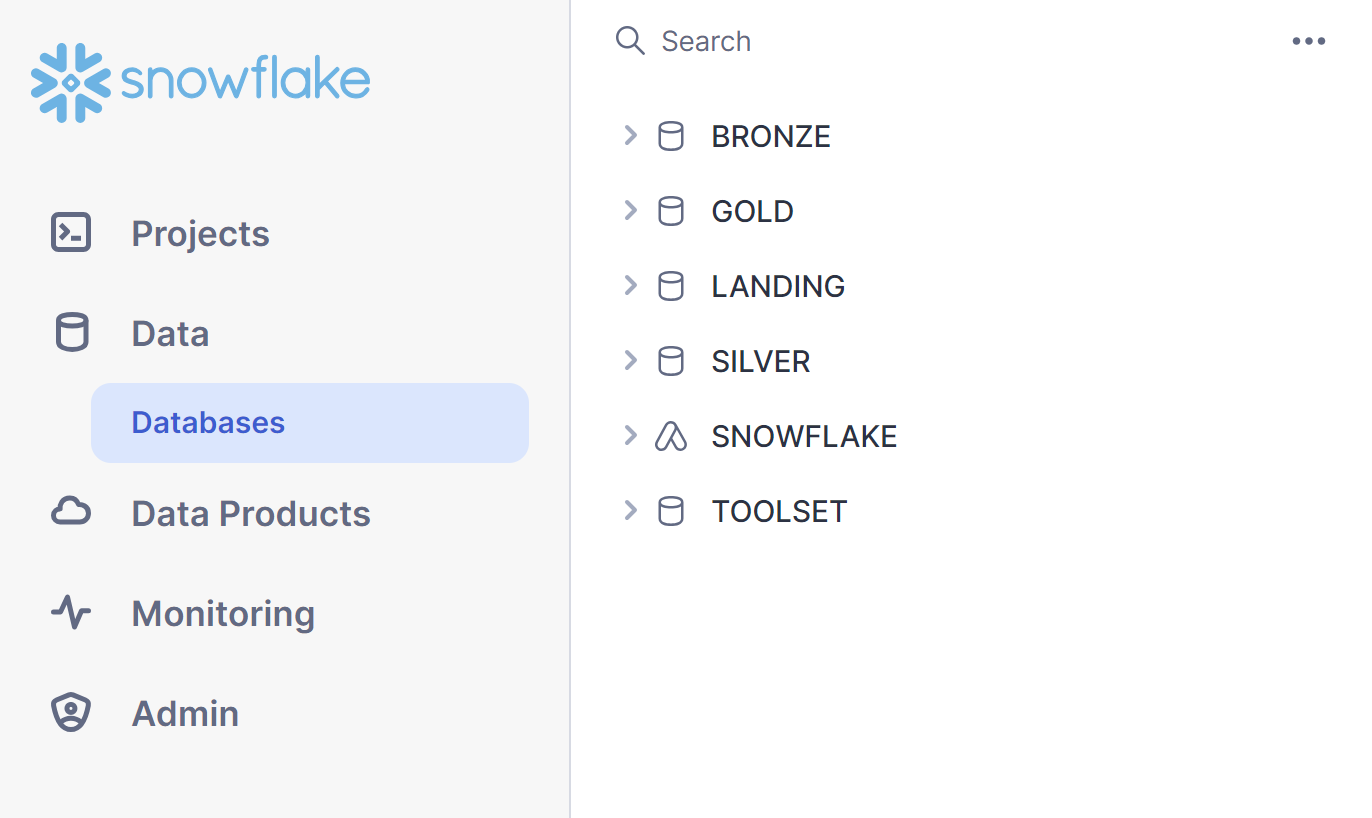 snowflake
Projects
Data
Databases
Data Products
Monitoring
Admin
Search
BRONZE
GOLD
LANDING
SILVER
SNOWFLAKE
TOOLSET